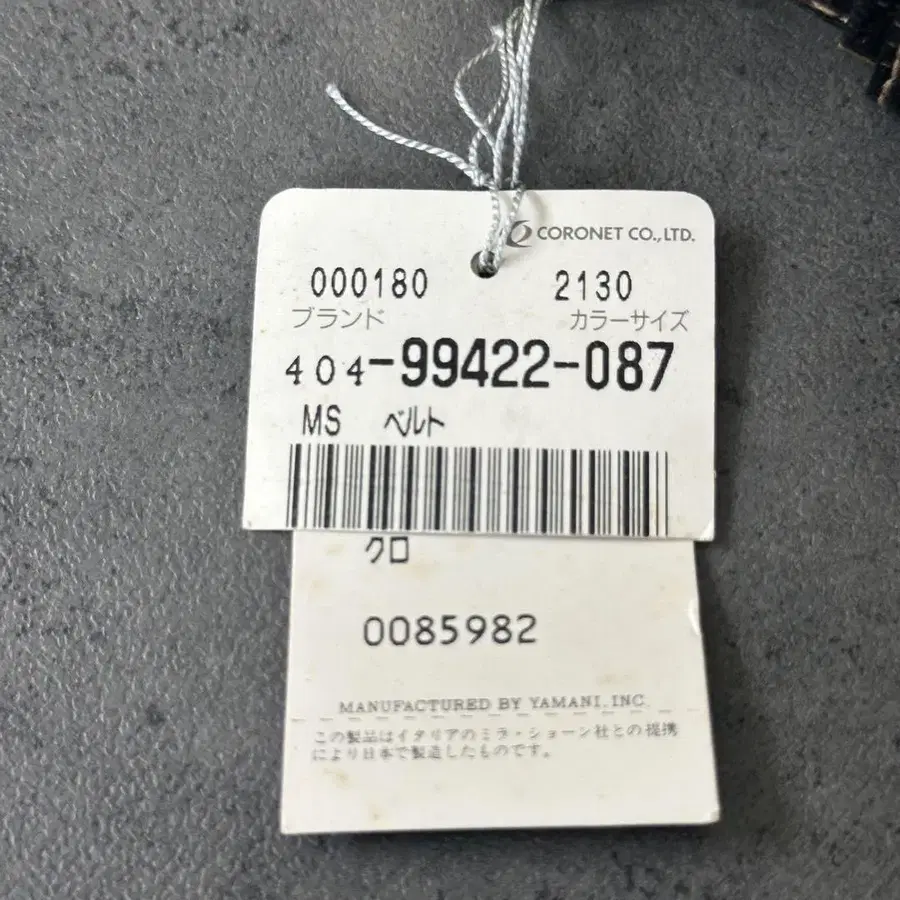 CORONET CO.,LTD.
000180 2130
ブランド カラーサイズ
404-99422-087
MS ベルト
クロ
0085982
MANUFACTURED BY YAMANI, INC.
この製品はイタリアのミラ・ショーン社との提携
により日本で製造したものです。